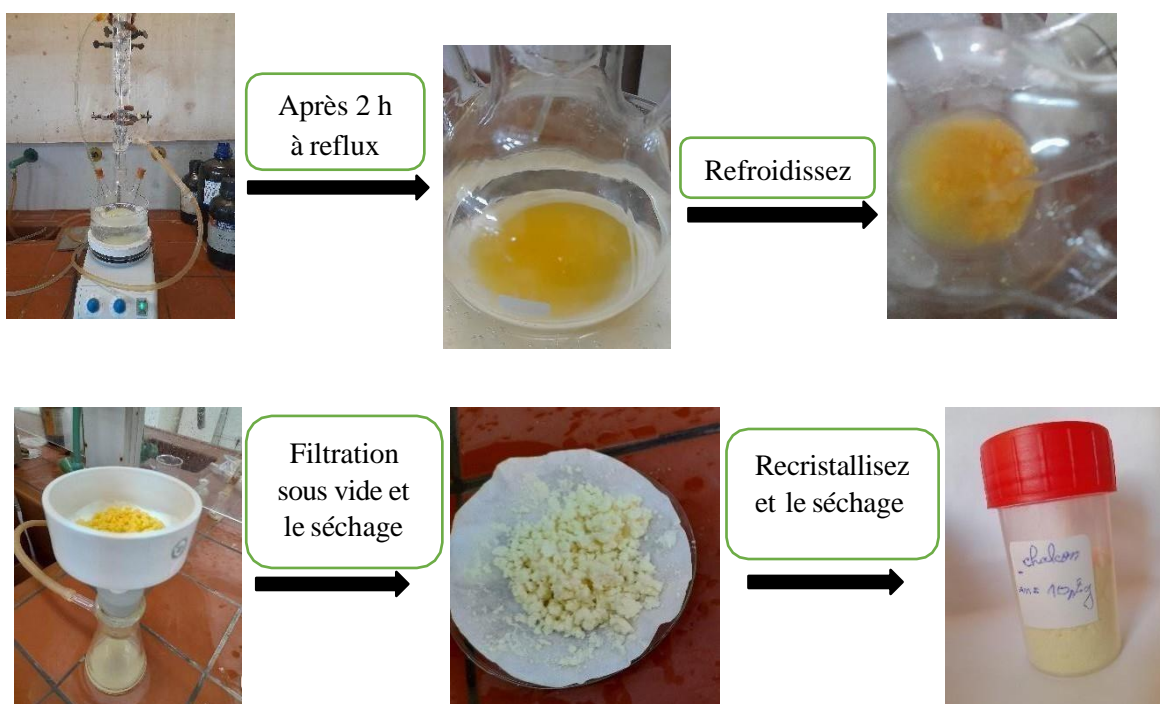 Après 2 h
à reflux
Refroidissez
Filtration
sous vide et
le séchage
Recristallisez
et le séchage
chalcon